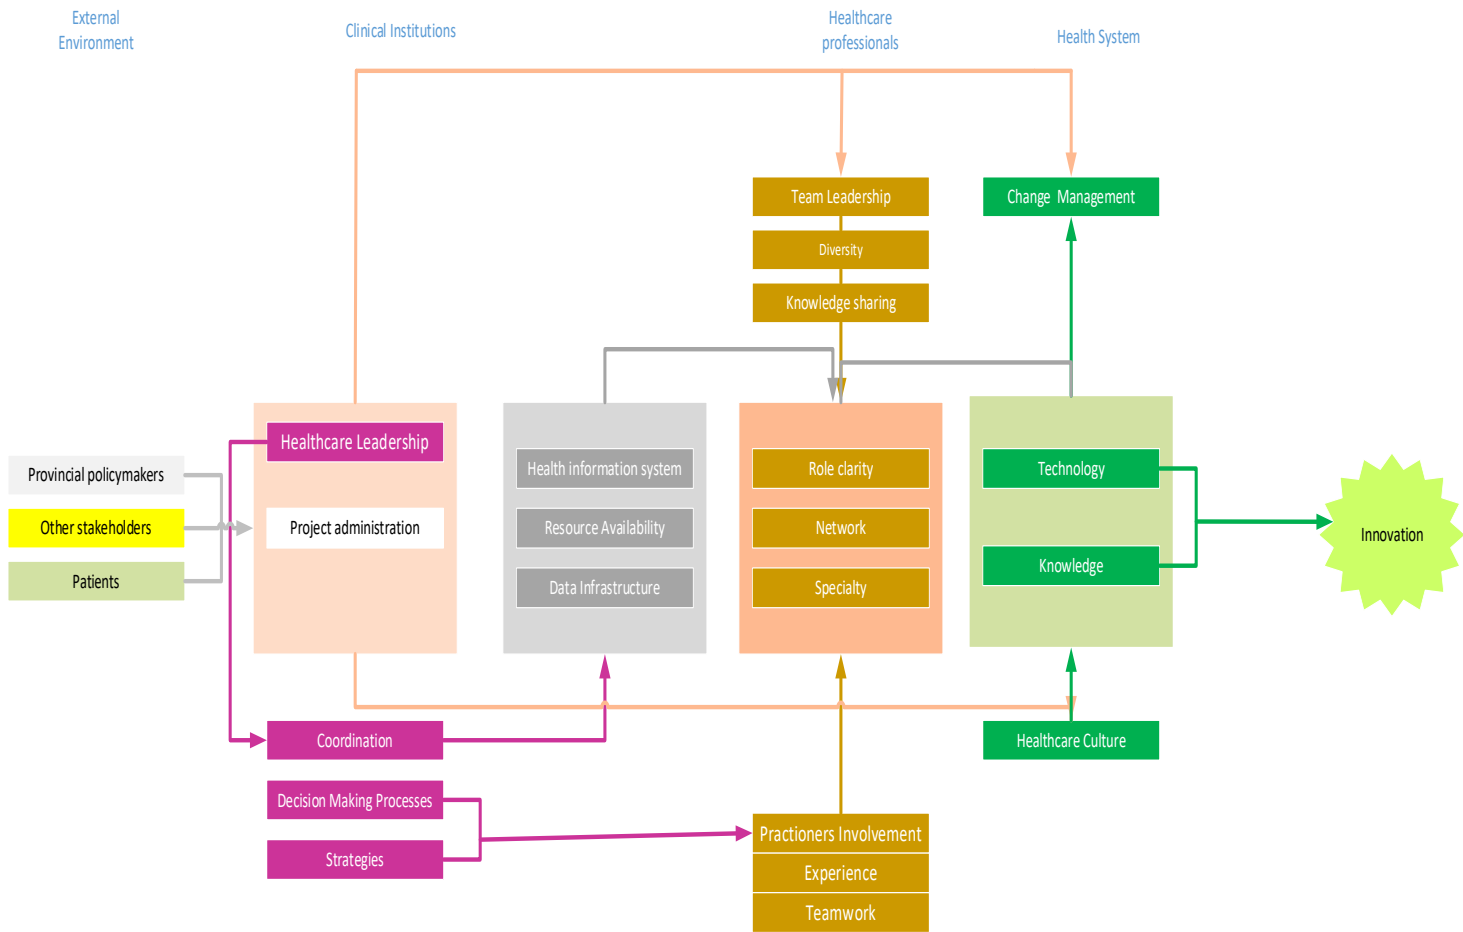 External
Environment
Clinical Institutions
Healthcare
professionals
Health System
Team Leadership
Change Management
Diversity
Knowledge sharing
Healthcare Leadership
Provincial policymakers
Health information system
Role clarity
Technology
Other stakeholders
Project administration
Resource Availability
Network
Innovation
Patients
Data Infrastructure
Specialty
Knowledge
Coordination
Healthcare Culture
Decision Making Processes
Practioners Involvement
Strategies
Experience
Teamwork